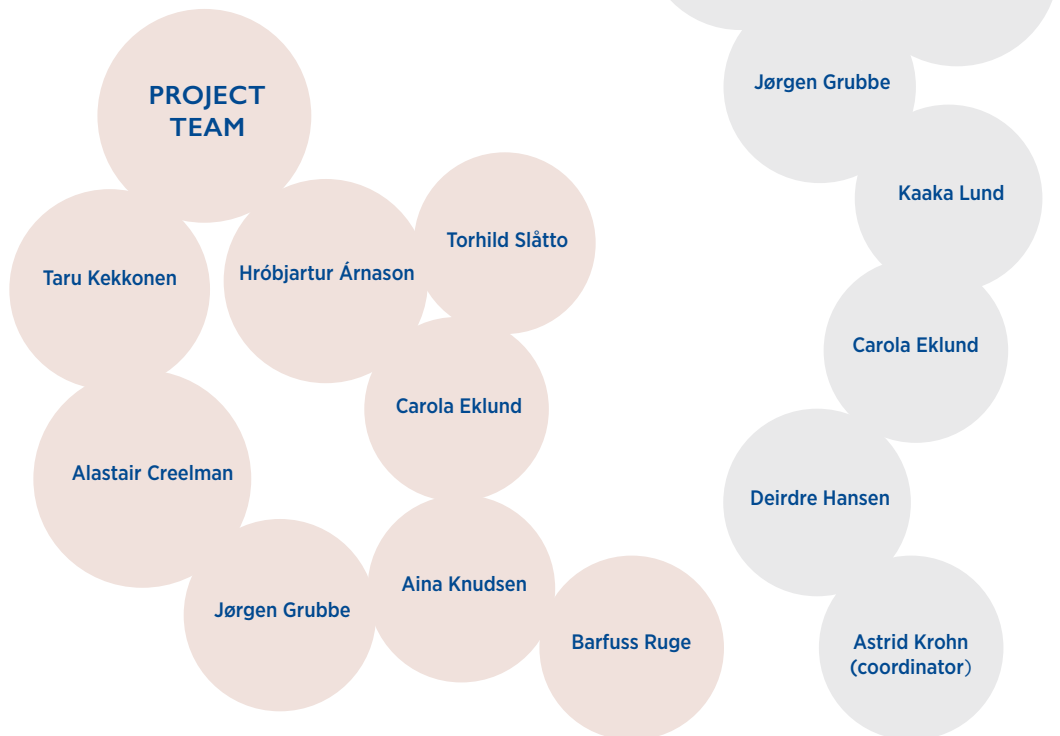 PROJECT
TEAM
Taru Kekkonen
Hróbjartur Árnason
Torhild Slåtto
Carola Eklund
Alastair Creelman
Jørgen Grubbe
Aina Knudsen
Barfuss Ruge
Jørgen Grubbe
Kaaka Lund
Carola Eklund
Deirdre Hansen
Astrid Krohn
(coordinator)